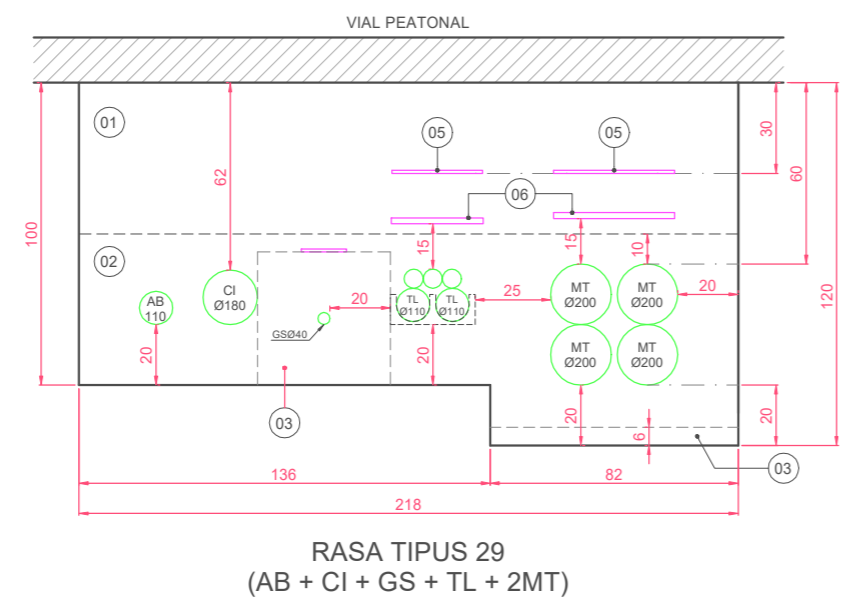 VIAL PEATONAL
01
05
05
30
62
60
06
100
15
15
10
02
120
CI
Ø180
MT
Ø200
MT
Ø200
AB
110
20
TL
Ø110
TL
Ø110
25
20
GSØ40
MT
Ø200
MT
Ø200
20
20
20
20
6
03
03
136
82
218
RASA TIPUS 29
(AB + CI + GS + TL + 2MT)